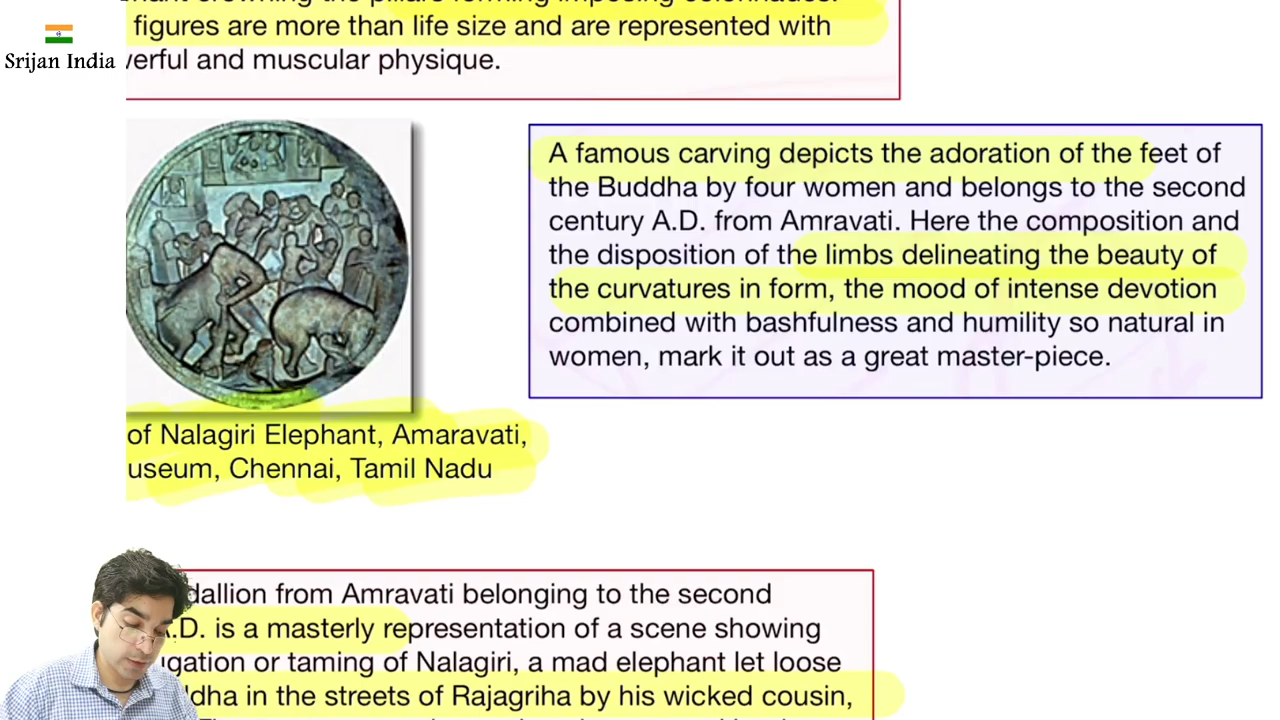 figures are more than life size and are represented with
Srijan India
verful and muscular physique.
A famous carving depicts the adoration of the feet of
the Buddha by four women and belongs to the second
century A.D. from Amravati. Here the composition and
the disposition of the limbs delineating the beauty of
the curvatures in form, the mood of intense devotion
combined with bashfulness and humility so natural in
women, mark it out as a great master-piece.
of Nalagiri Elephant, Amaravati,
useum, Chennai, Tamil Nadu
dallion from Amravati belonging to the second
A.D. is a masterly representation of a scene showing
igation or taming of Nalagiri, a mad elephant let loose
ddha in the streets of Rajagriha by his wicked cousin,